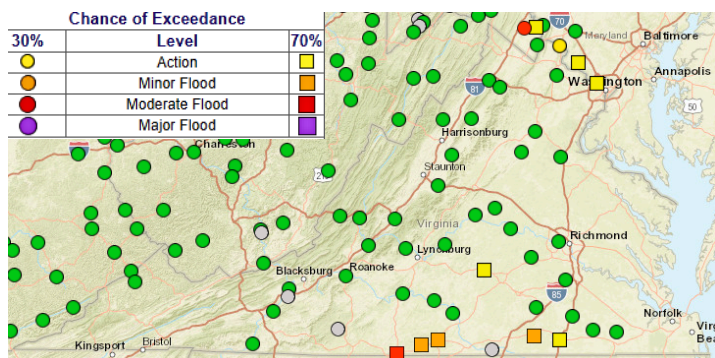 Chance of Exceedance
30% Level 70%
Action
Minor Flood
Moderate Flood
Major Flood
70
Maryland
Baltimore
Washington
Annapolis
50
81
Harrisonburg
Charleston
Staunton
Virginia
Richmond
Lynchburg
Blacksburg
Roanoke
85
Norfolk
Kingsport
Bristol